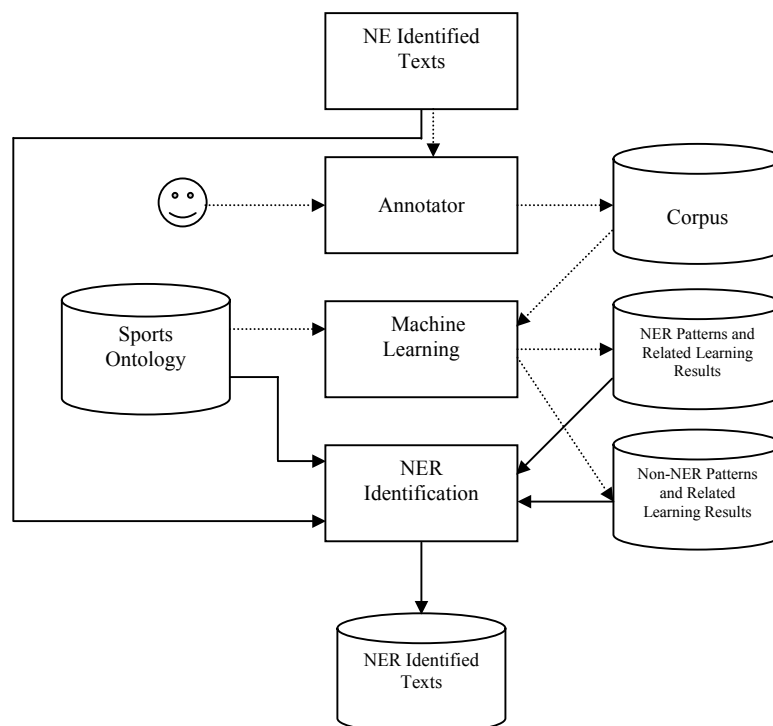 NE Identified
Texts
Annotator
Corpus
Sports
Ontology
Machine
Learning
NER Patterns and
Related Learning
Results
NER
Identification
Non-NER Patterns
and Related
Learning Results
NER Identified
Texts